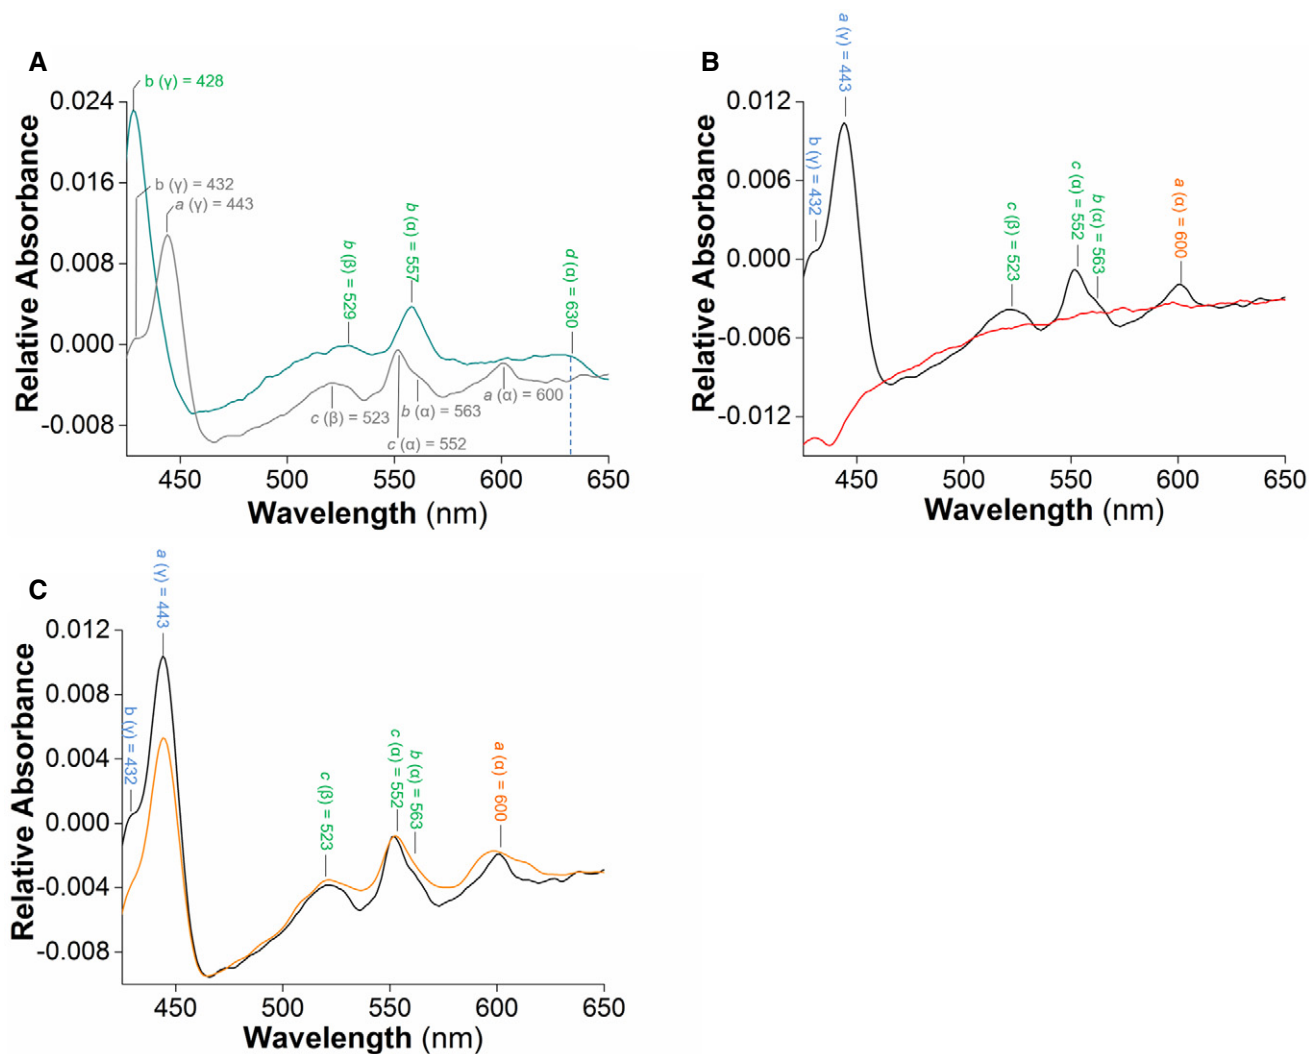 A
b (γ) = 428
0.024
0.016
0.008
0.000
-0.008
Relative Absorbance
b (γ) = 432
a (γ) = 443
b (β) = 529
b (α) = 557
d (α) = 630
c (β) = 523
b (α) = 563
c (α) = 552
a (α) = 600
450
500
550
600
650
Wavelength (nm)
B
a (γ) = 443
b (γ) = 432
0.012
0.006
0.000
-0.006
-0.012
Relative Absorbance
c (β) = 523
c (α) = 552
b (α) = 563
a (α) = 600
450
500
550
600
650
Wavelength (nm)
C
a (γ) = 443
b (γ) = 432
0.012
0.008
0.004
0.000
-0.004
-0.008
Relative Absorbance
c (β) = 523
c (α) = 552
b (α) = 563
a (α) = 600
450
500
550
600
650
Wavelength (nm)